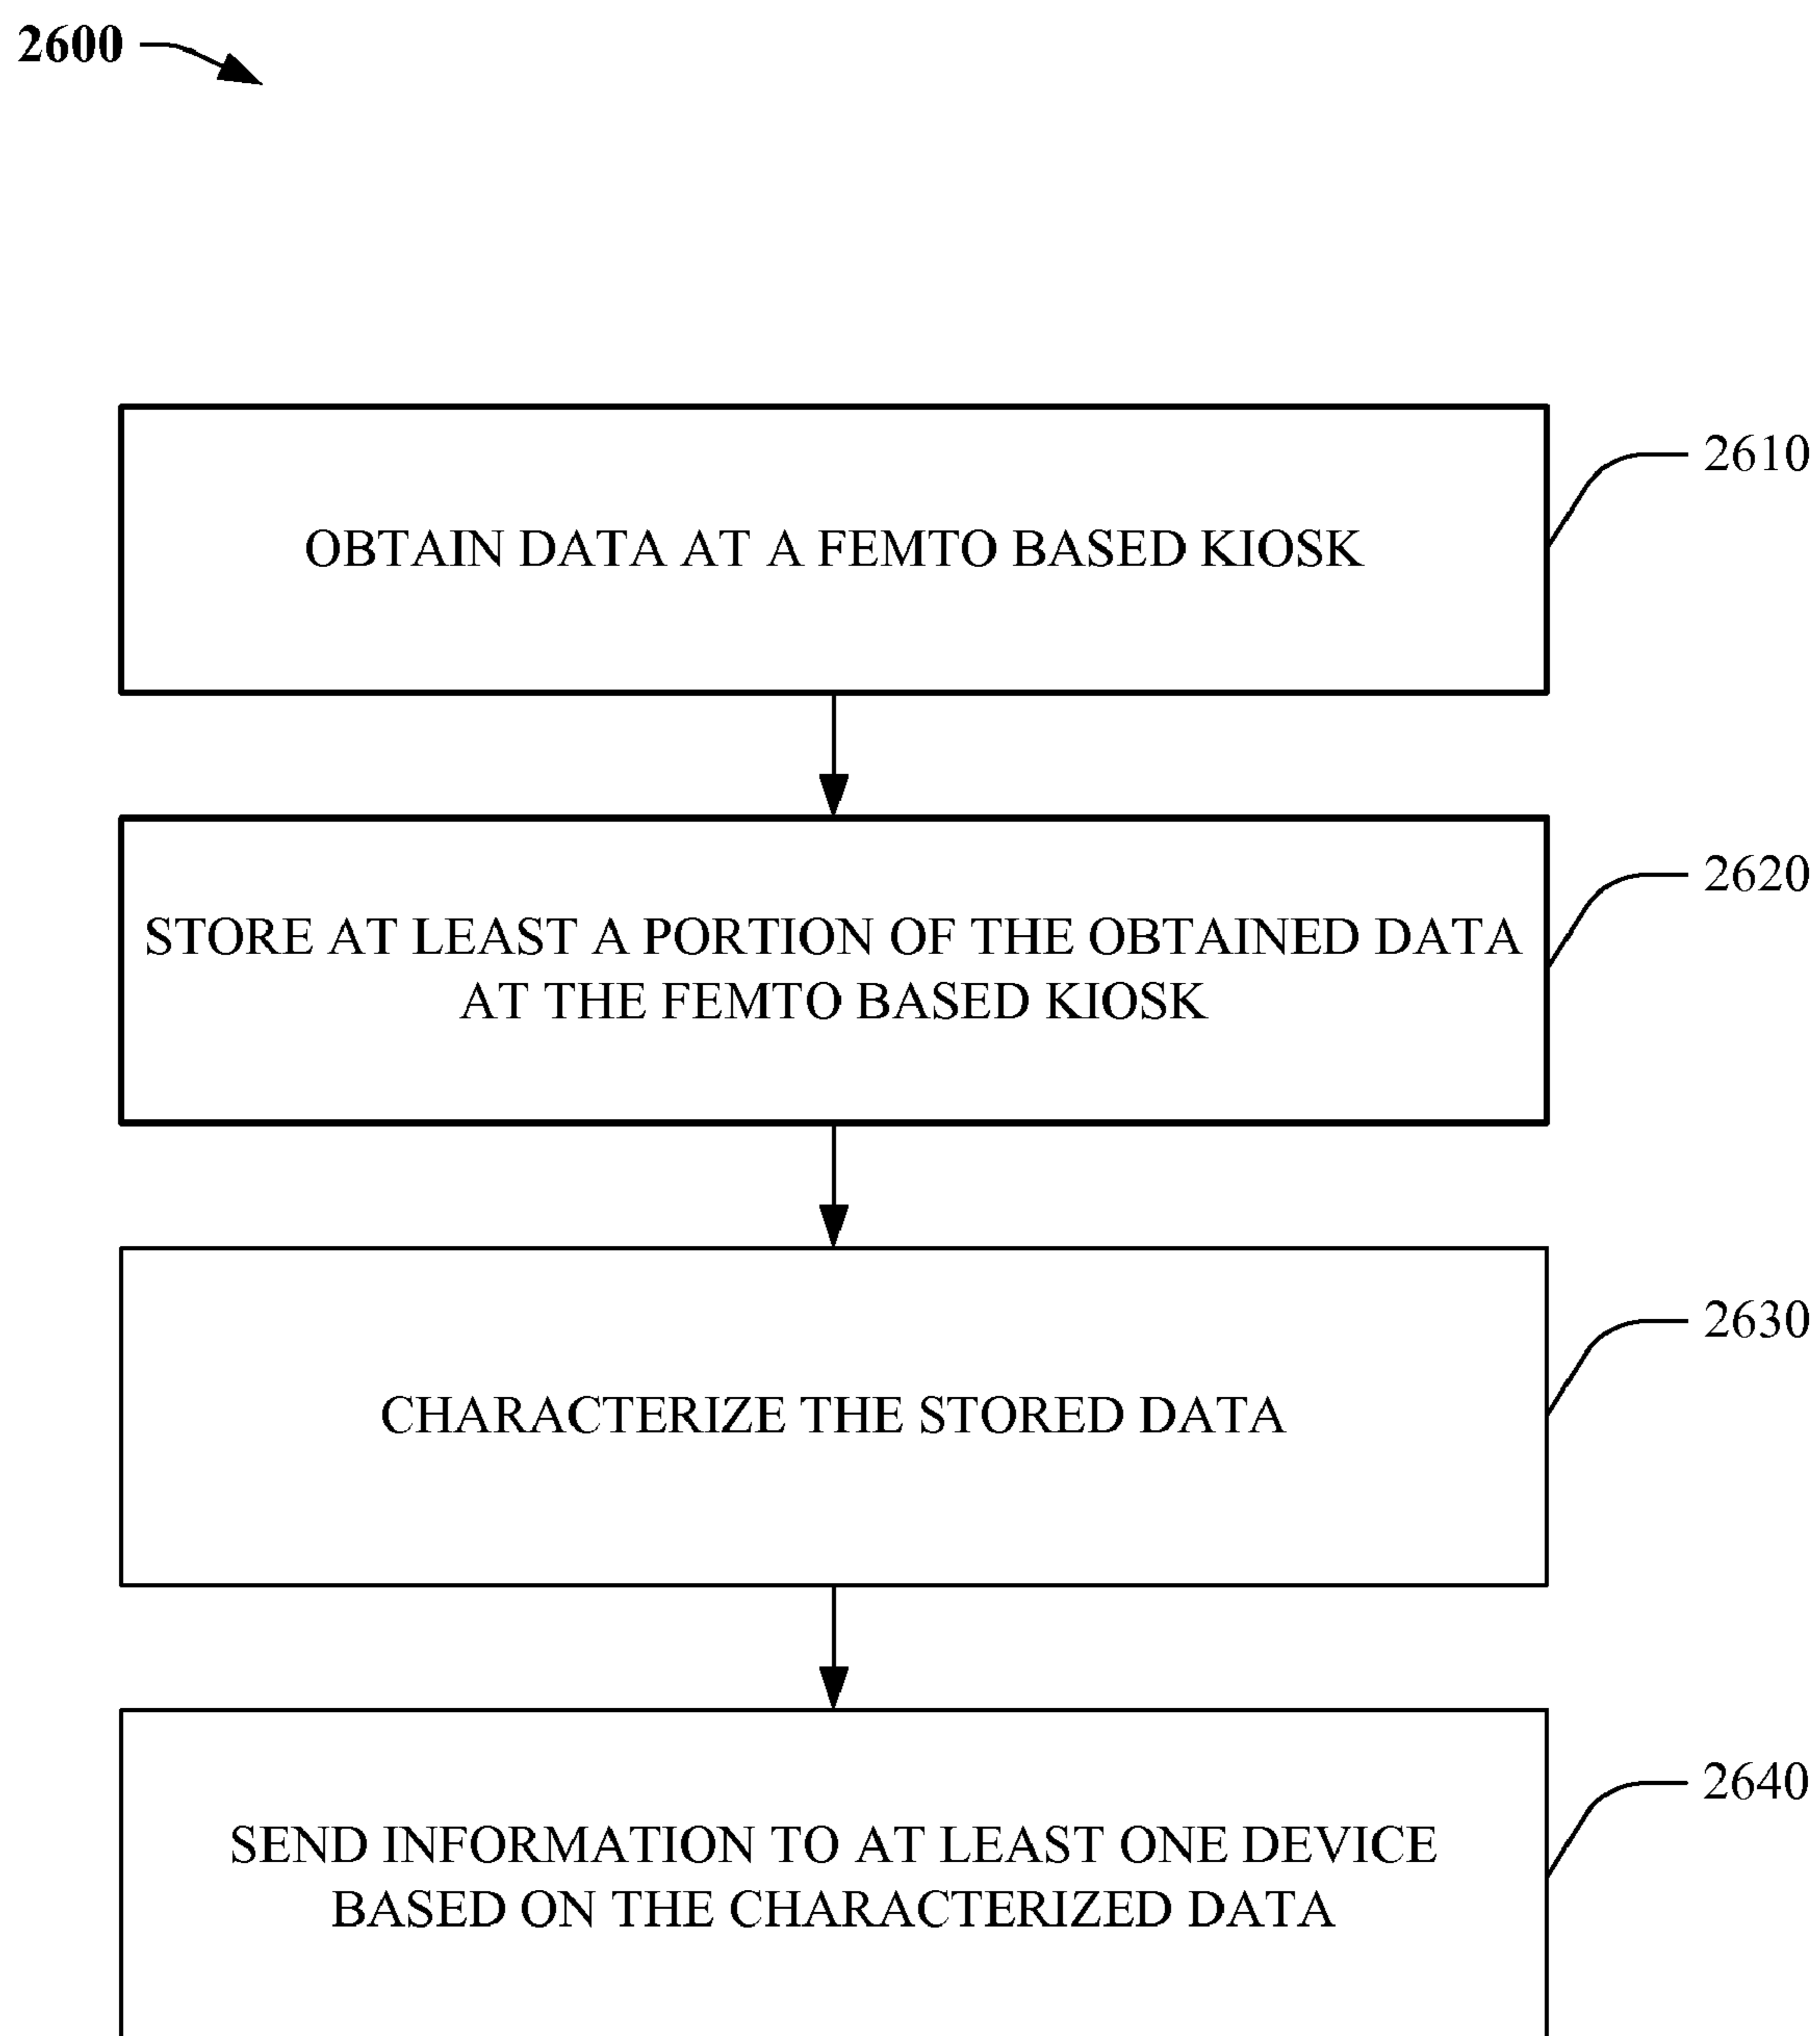 2600
OBTAIN DATA AT A FEMTO BASED KIOSK
2610
STORE AT LEAST A PORTION OF THE OBTAINED DATA
AT THE FEMTO BASED KIOSK
2620
CHARACTERIZE THE STORED DATA
2630
SEND INFORMATION TO AT LEAST ONE DEVICE
BASED ON THE CHARACTERIZED DATA
2640